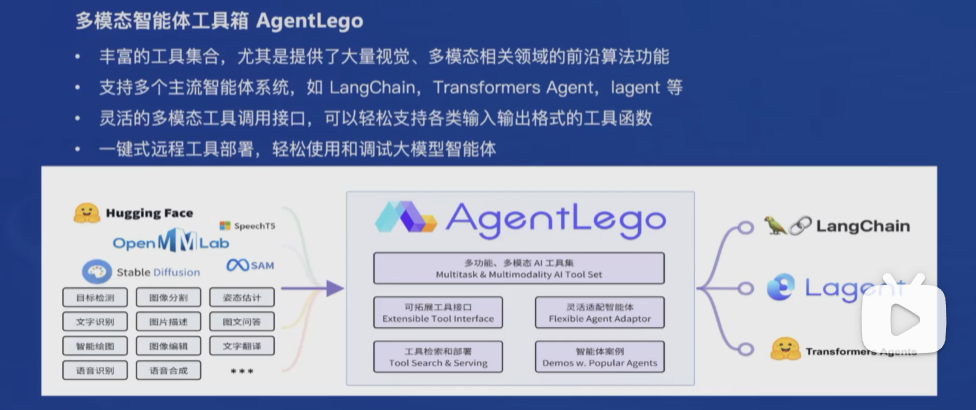 多模态智能体工具箱 AgentLego
• 丰富的工具集合，尤其是提供了大量视觉、多模态相关领域的前沿算法功能
• 支持多个主流智能体系统，如 LangChain，Transformers Agent，lagent 等
• 灵活的多模态工具调用接口，可以轻松支持各类输入输出格式的工具函数
• 一键式远程工具部署，轻松使用和调试大模型智能体
Hugging Face
SpeechT5
OpenMMLab
Stable Diffusion
SAM
目标检测 图像分割 姿态估计
文字识别 图片描述 图文问答
智能绘图 图像编辑 文字翻译
语音识别 语音合成 •••
AgentLego
多功能、多模态 AI 工具集
Multitask & Multimodality AI Tool Set
可拓展工具接口
Extensible Tool Interface
灵活适配智能体
Flexible Agent Adaptor
工具检索和部署
Tool Search & Serving
智能体案例
Demos w. Popular Agents
LangChain
Lagent
Transformers Agents